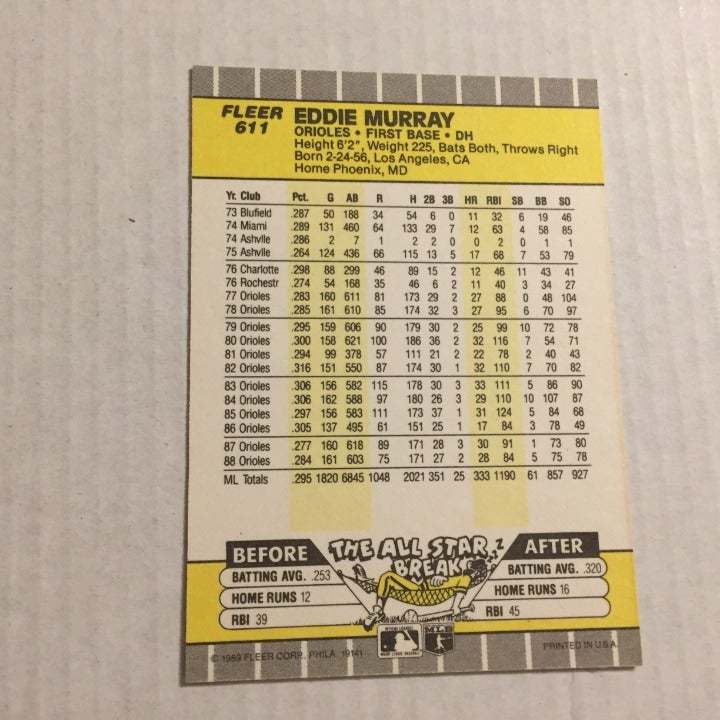 FLEER
611
EDDIE MURRAY
ORIOLES • FIRST BASE • DH
Height 6'2", Weight 225, Bats Both, Throws Right
Born 2-24-56, Los Angeles, CA
Home Phoenix, MD
Yr. Club Pct. G AB R H 2B 3B HR RBI SB BB SO
73 Blufield .287 50 188 34 54 6 0 11 32 6 19 46
74 Miami .289 131 460 64 133 29 7 12 63 4 58 85
74 Ashvlle .286 2 7 1 2 2 0 0 2 0 1 1
75 Ashvlle .264 124 436 66 115 13 5 17 68 7 53 79
76 Charlotte .298 88 299 46 89 15 2 12 46 11 43 41
76 Rochestr .274 54 168 35 46 6 2 11 40 3 34 27
77 Orioles .283 160 611 81 173 29 2 27 88 0 48 104
78 Orioles .285 161 610 85 174 32 3 27 95 6 70 97
79 Orioles .295 159 606 90 179 30 2 25 99 10 72 78
80 Orioles .300 158 621 100 186 36 2 32 116 7 54 71
81 Orioles .294 99 378 57 111 21 2 22 78 2 40 43
82 Orioles .316 151 550 87 174 30 1 32 110 7 70 82
83 Orioles .306 156 582 115 178 30 3 33 111 5 86 90
84 Orioles .306 162 588 97 180 26 3 29 110 10 107 87
85 Orioles .297 156 583 111 173 37 1 31 124 5 84 68
86 Orioles .305 137 495 61 151 25 1 17 84 3 78 49
87 Orioles .277 160 618 89 171 28 3 30 91 1 73 80
88 Orioles .284 161 603 75 171 27 2 28 84 5 75 78
ML Totals .295 1820 6845 1048 2021 351 25 333 1190 61 857 927
BEFORE THE ALL STAR BREAK AFTER
BATTING AVG. .253 BATTING AVG. .320
HOME RUNS 12 HOME RUNS 16
RBI 39 RBI 45
MLB
© 1989 FLEER CORP. PHILA. 19141 PRINTED IN U.S.A.